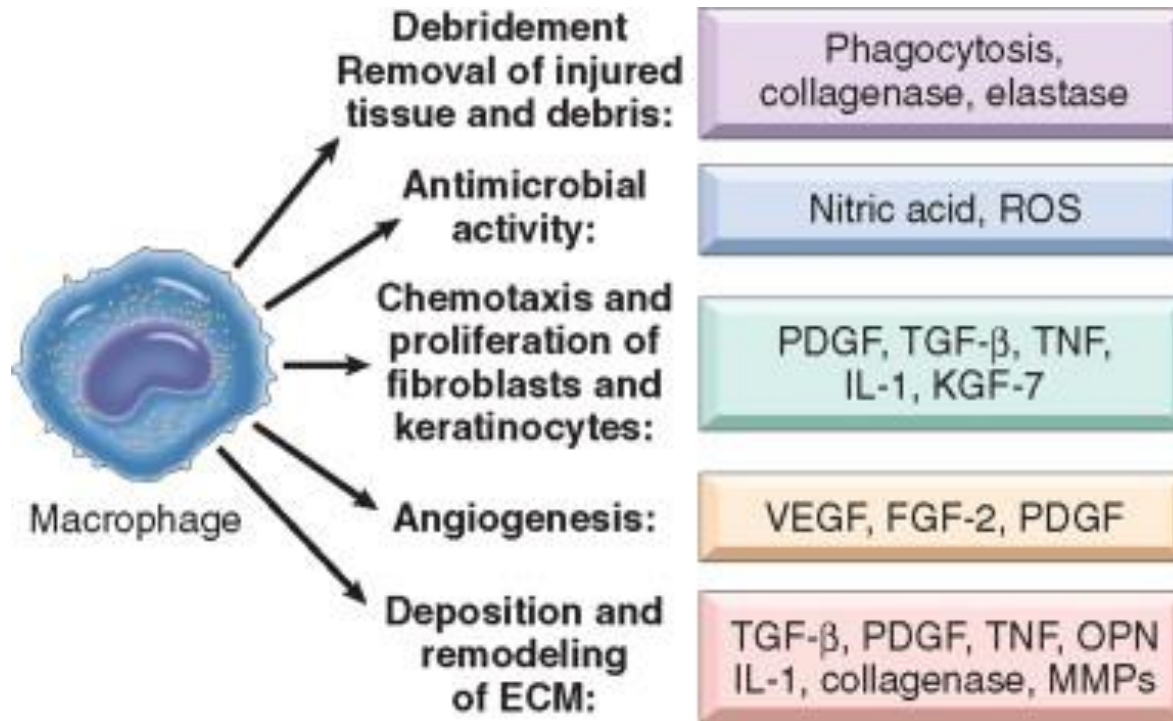 Debridement
Removal of injured
tissue and debris:
Phagocytosis,
collagenase, elastase
Antimicrobial
activity:
Nitric acid, ROS
Chemotaxis and
proliferation of
fibroblasts and
keratinocytes:
PDGF, TGF-β, TNF,
IL-1, KGF-7
Macrophage
Angiogenesis:
VEGF, FGF-2, PDGF
Deposition and
remodeling
of ECM:
TGF-β, PDGF, TNF, OPN
IL-1, collagenase, MMPs